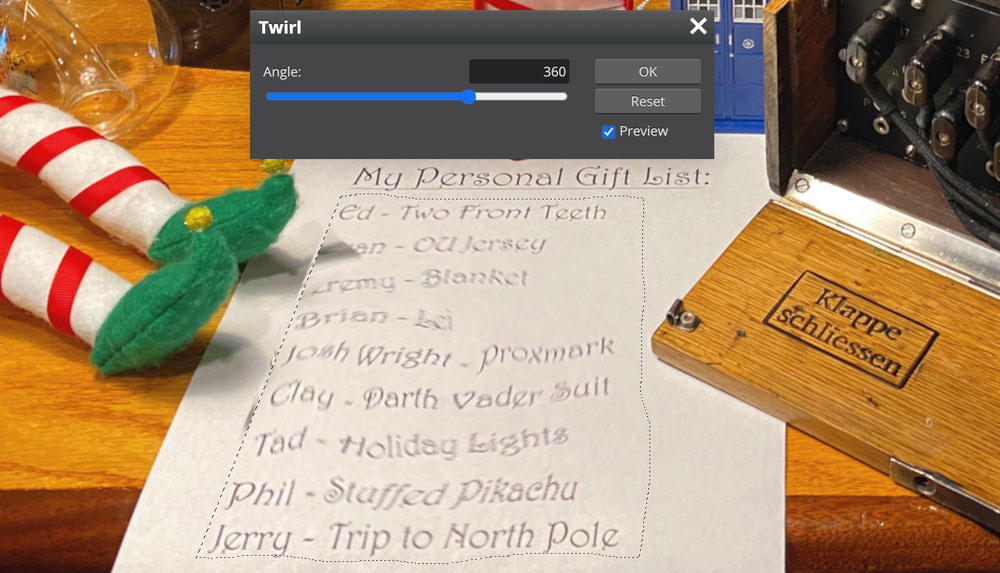 Twirl
Angle: 360 OK
Reset
Preview
My Personal Gift List:
Ed - Two Front Teeth
- OU Jersey
- Blanket
Brian -
Josh Wright - Proxmark
Clay - Darth Vader Suit
Tad - Holiday Lights
Phil - Stuffed Pikachu
Jerry - Trip to North Pole
Klappe
schliessen
17
23